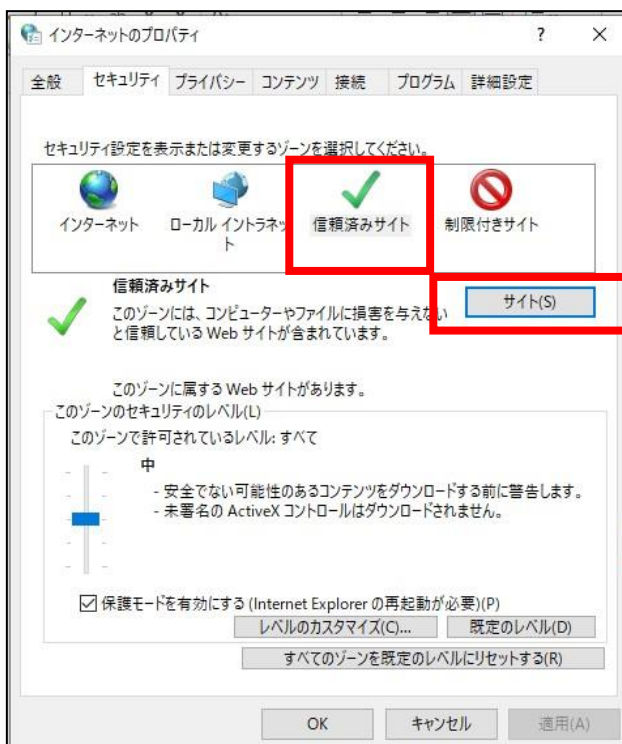 インターネットのプロパティ ? ×
全般 セキュリティ プライバシー コンテンツ 接続 プログラム 詳細設定
セキュリティ設定を表示または変更するゾーンを選択してください。
インターネット
ローカル イントラネッ
ト
信頼済みサイト
制限付きサイト
信頼済みサイト
サイト(S)
このゾーンには、コンピューターやファイルに損害を与えない
と信頼している Web サイトが含まれています。
このゾーンに属する Web サイトがあります。
このゾーンのセキュリティのレベル(L)
このゾーンで許可されているレベル: すべて
中
- 安全でない可能性のあるコンテンツをダウンロードする前に警告します。
- 未署名の ActiveX コントロールはダウンロードされません。
保護モードを有効にする (Internet Explorer の再起動が必要)(P)
レベルのカスタマイズ(C)... 既定のレベル(D)
すべてのゾーンを既定のレベルにリセットする(R)
OK キャンセル 適用(A)